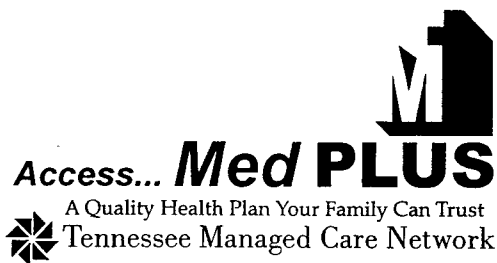 M
Access... Med PLUS
A Quality Health Plan Your Family Can Trust
Tennessee Managed Care Network